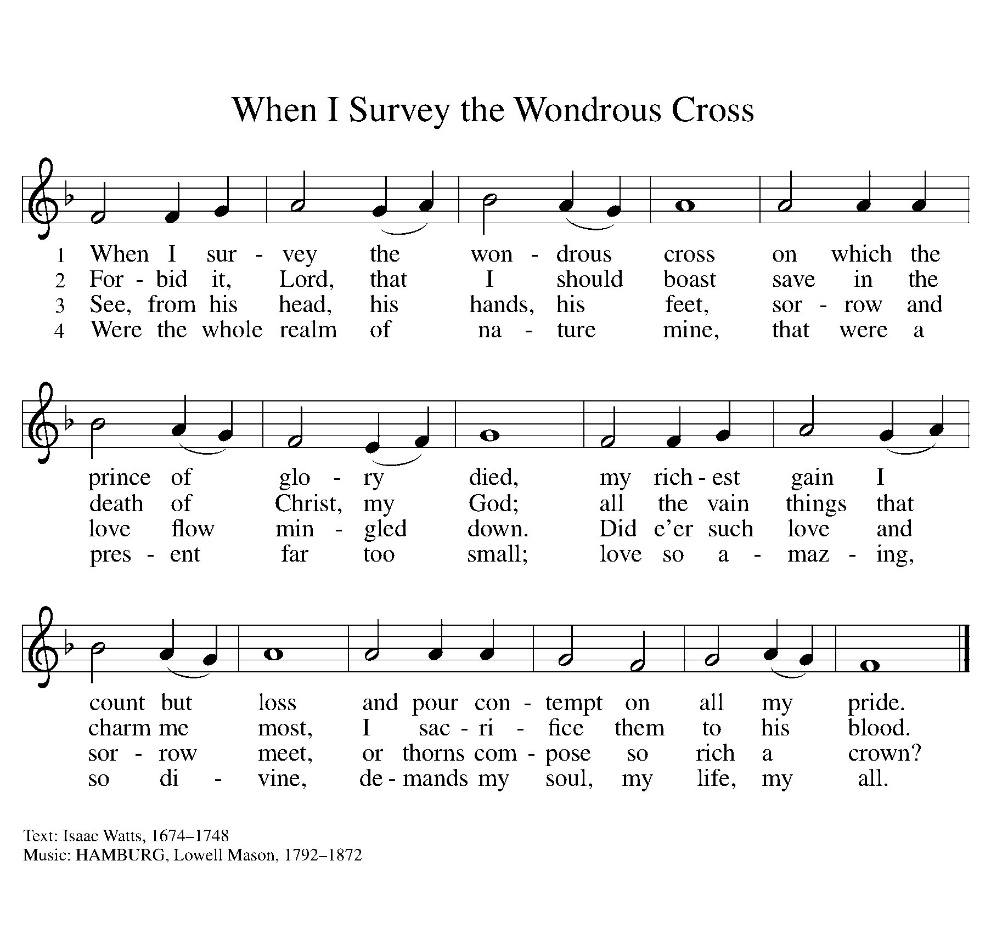 When I Survey the Wondrous Cross
1 When I sur - vey the won - drous cross on which the
2 For - bid it, Lord, that I should boast save in the
3 See, from his head, his hands, his feet, sor - row and
4 Were the whole realm of na - ture mine, that were a
prince of glo - ry died, my rich - est gain I
death of Christ, my God; all the vain things that
love flow min - gled down. Did e'er such love and
pres - ent far too small; love so a - maz - ing,
count but loss and pour con - tempt on all my pride.
charm me most, I sac - ri - fice them to his blood.
sor - row meet, or thorns com - pose so rich a crown?
so di - vine, de - mands my soul, my life, my all.
Text: Isaac Watts, 1674–1748
Music: HAMBURG, Lowell Mason, 1792–1872